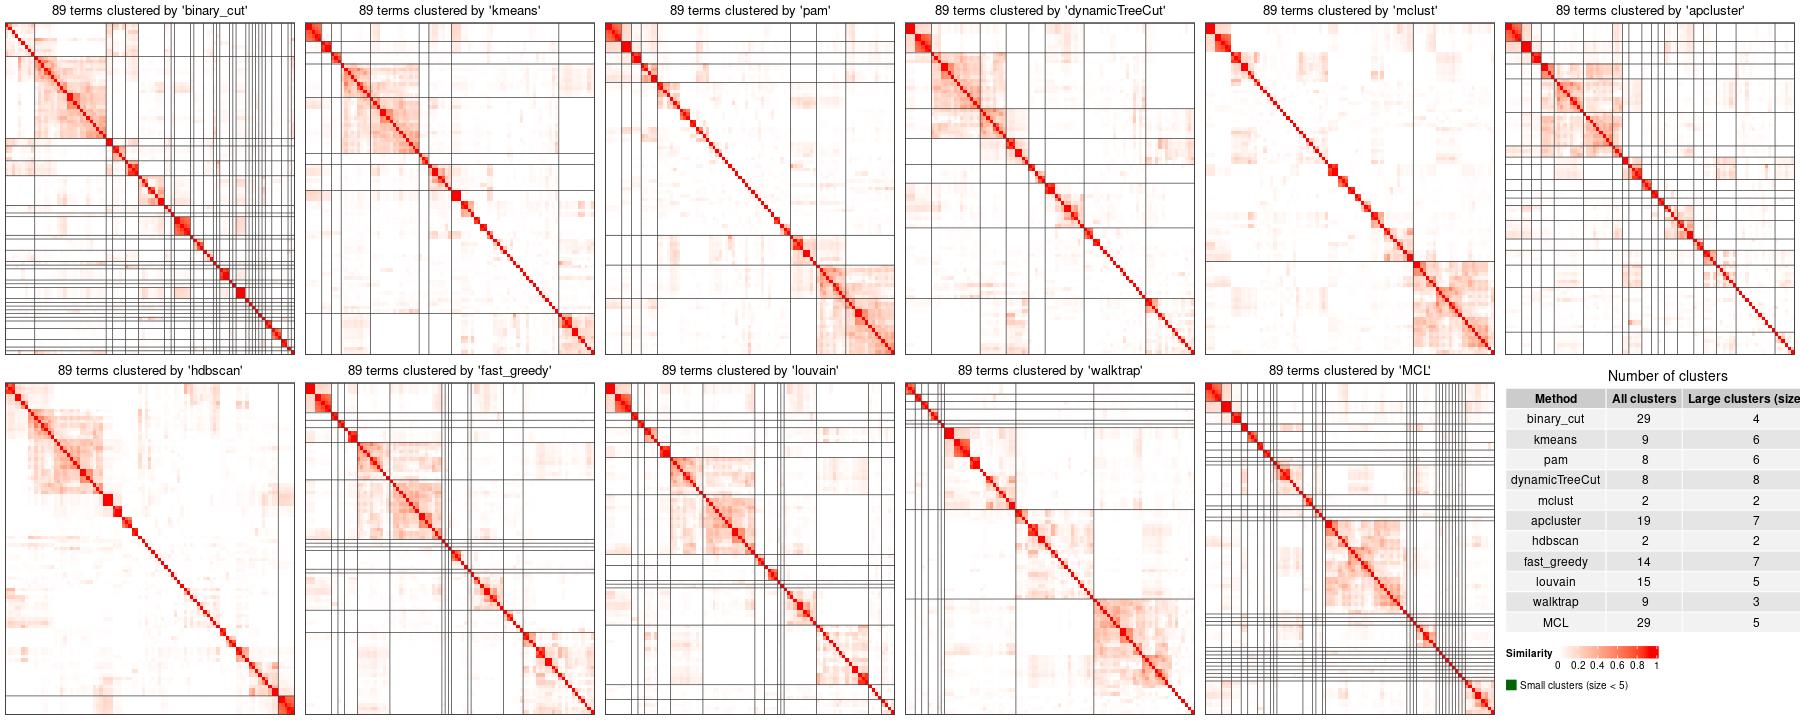 89 terms clustered by 'binary_cut'
89 terms clustered by 'kmeans'
89 terms clustered by 'pam'
89 terms clustered by 'dynamicTreeCut'
89 terms clustered by 'mclust'
89 terms clustered by 'apcluster'
89 terms clustered by 'hdbscan'
89 terms clustered by 'fast_greedy'
89 terms clustered by 'louvain'
89 terms clustered by 'walktrap'
89 terms clustered by 'MCL'
Number of clusters
Method All clusters Large clusters (size
binary_cut 29 4
kmeans 9 6
pam 8 6
dynamicTreeCut 8 8
mclust 2 2
apcluster 19 7
hdbscan 2 2
fast_greedy 14 7
louvain 15 5
walktrap 9 3
MCL 29 5
Similarity
0 0.2 0.4 0.6 0.8 1
Small clusters (size < 5)